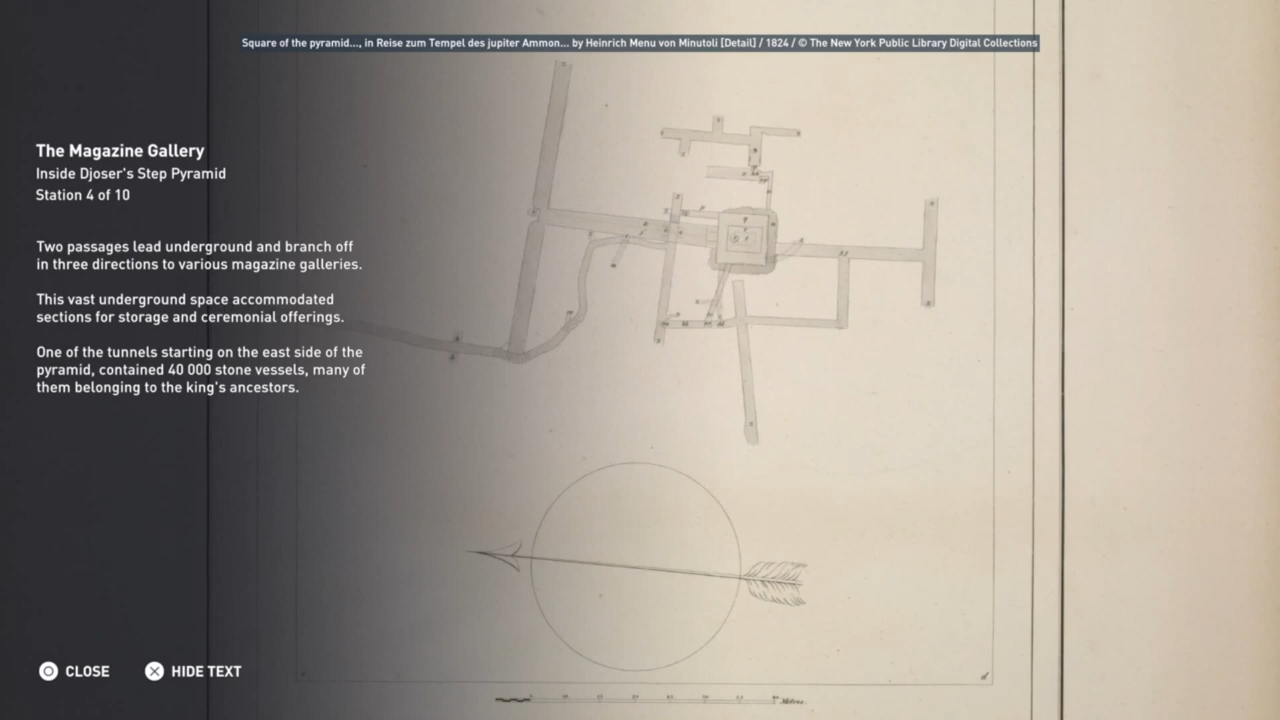 Square of the pyramid..., in Reise zum Tempel des jupiter Ammon... by Heinrich Menu von Minutoli [Detail] / 1824 / © The New York Public Library Digital Collections
The Magazine Gallery
Inside Djoser's Step Pyramid
Station 4 of 10
Two passages lead underground and branch off
in three directions to various magazine galleries.
This vast underground space accommodated
sections for storage and ceremonial offerings.
One of the tunnels starting on the east side of the
pyramid, contained 40 000 stone vessels, many of
them belonging to the king's ancestors.
CLOSE
HIDE TEXT
Mètres.